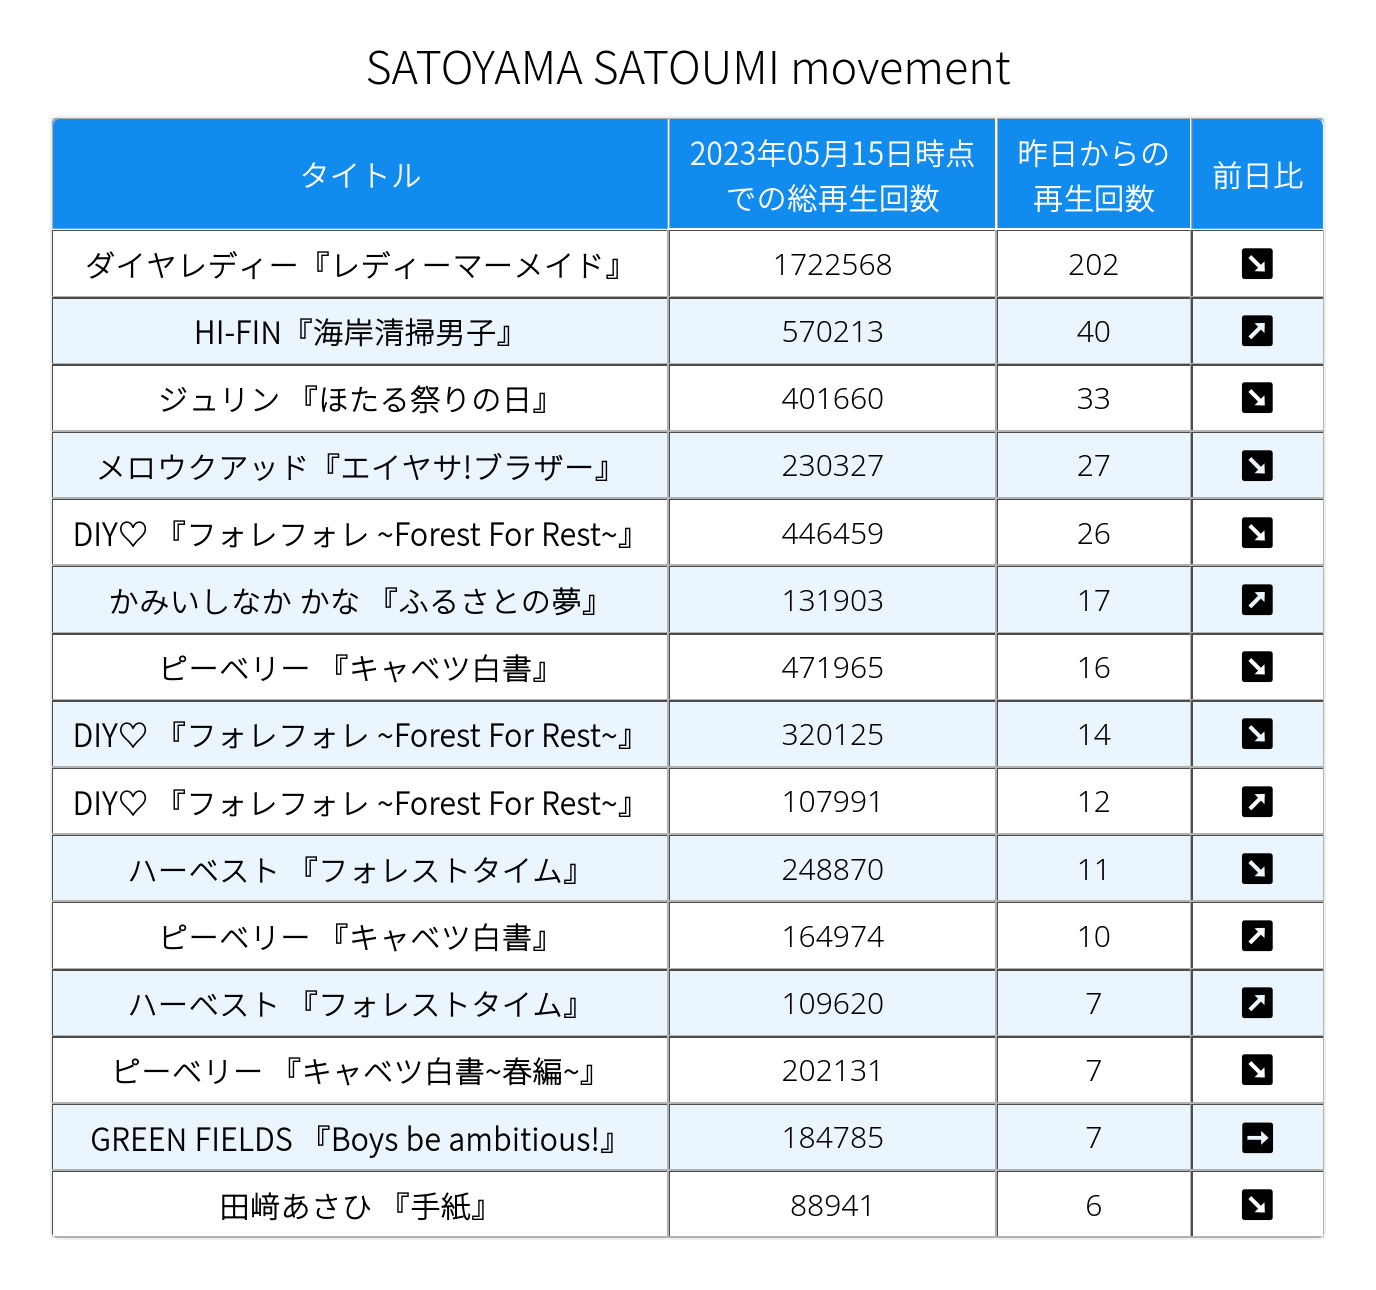 SATOYAMA SATOUMI movement
タイトル 2023年05月15日時点での総再生回数 昨日からの再生回数 前日比
ダイヤレディー『レディーマーメイド』 1722568 202 ↘
HI-FIN『海岸清掃男子』 570213 40 ↗
ジュリン 『ほたる祭りの日』 401660 33 ↘
メロウクアッド『エイヤサ!ブラザー』 230327 27 ↘
DIY♡ 『フォレフォレ ~Forest For Rest~』 446459 26 ↘
かみいしなか かな 『ふるさとの夢』 131903 17 ↗
ピーベリー 『キャベツ白書』 471965 16 ↘
DIY♡ 『フォレフォレ ~Forest For Rest~』 320125 14 ↘
DIY♡ 『フォレフォレ ~Forest For Rest~』 107991 12 ↗
ハーベスト 『フォレストタイム』 248870 11 ↘
ピーベリー 『キャベツ白書』 164974 10 ↗
ハーベスト 『フォレストタイム』 109620 7 ↗
ピーベリー 『キャベツ白書~春編~』 202131 7 ↘
GREEN FIELDS 『Boys be ambitious!』 184785 7 →
田﨑あさひ 『手紙』 88941 6 ↘